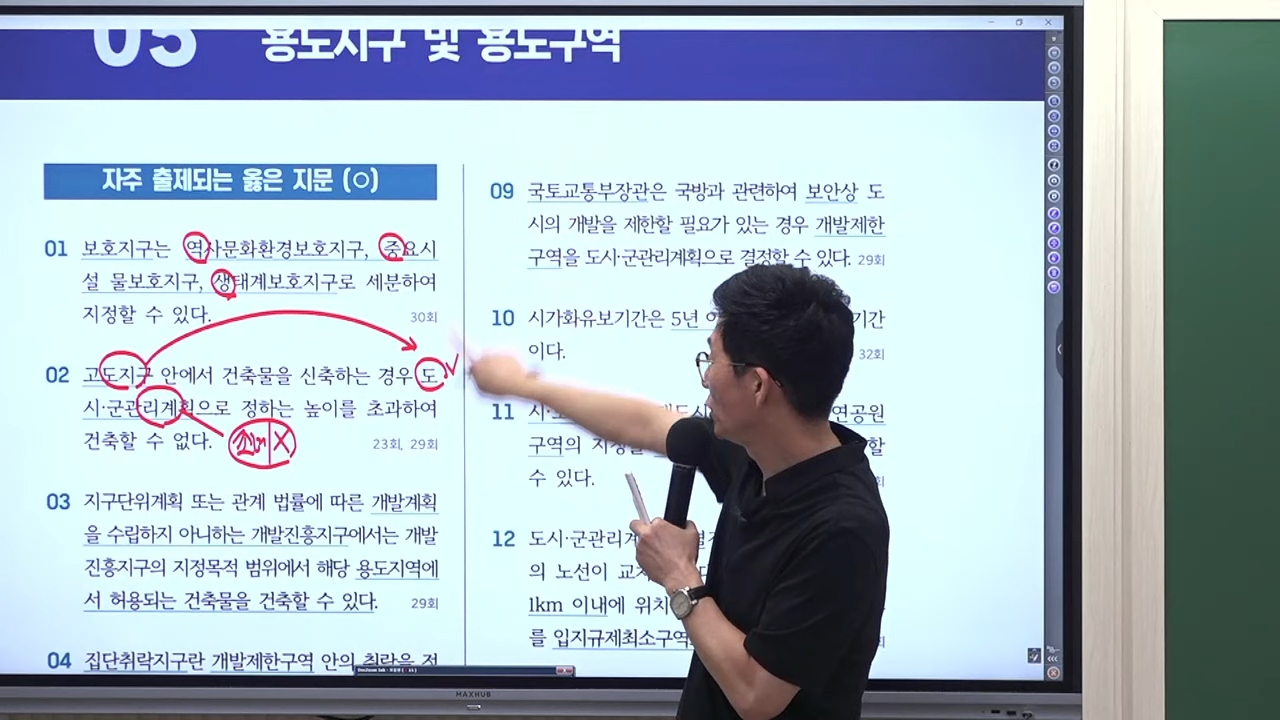 05 용도지구 및 용도구역
자주 출제되는 옳은 지문 (○)
01 보호지구는 역사문화환경보호지구, 중요시
설 물보호지구, 생태계보호지구로 세분하여
지정할 수 있다. 30회
02 고도지구 안에서 건축물을 신축하는 경우 도
시·군관리계획으로 정하는 높이를 초과하여
건축할 수 없다. 23회, 29회
X
03 지구단위계획 또는 관계 법률에 따른 개발계획
을 수립하지 아니하는 개발진흥지구에서는 개발
진흥지구의 지정목적 범위에서 해당 용도지역에
서 허용되는 건축물을 건축할 수 있다. 29회
04 집단취락지구란 개발제한구역 안의 취락을 정
09 국토교통부장관은 국방과 관련하여 보안상 도
시의 개발을 제한할 필요가 있는 경우 개발제한
구역을 도시·군관리계획으로 결정할 수 있다. 29회
10 시가화유보기간은 5년 기간
이다. 32회
11 시·도 연공원
구역의 지정 할
수 있다.
12 도시·군관리계
의 노선이 교
1km 이내에 위치
를 입지규제최소구역
MAXHUB